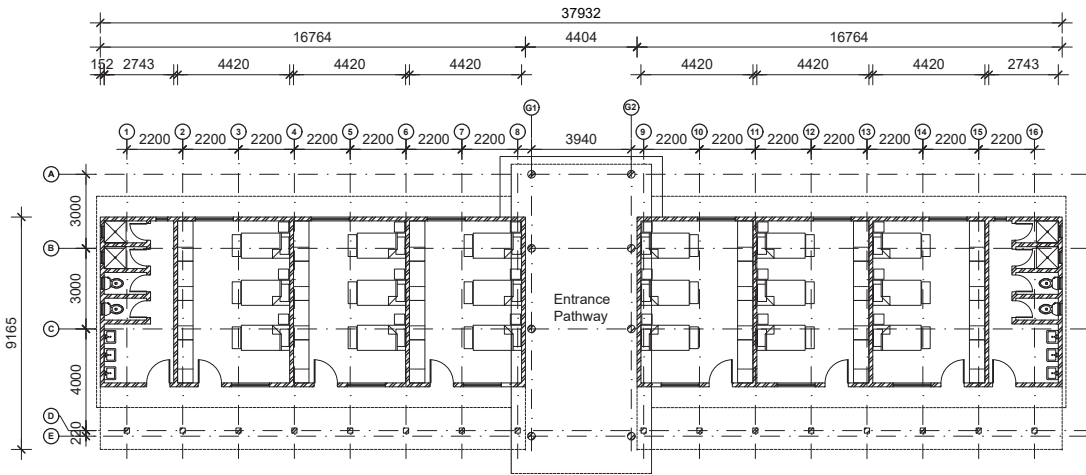 37932
16764 4404 16764
152 2743 4420 4420 4420 4420 4420 4420 2743
G1 G2
1 2 3 4 5 6 7 8 9 10 11 12 13 14 15 16
2200 2200 2200 2200 2200 2200 2200 3940 2200 2200 2200 2200 2200 2200 2200
A
3000
B
3000
Entrance
Pathway
C
9165
4000
D
220
E